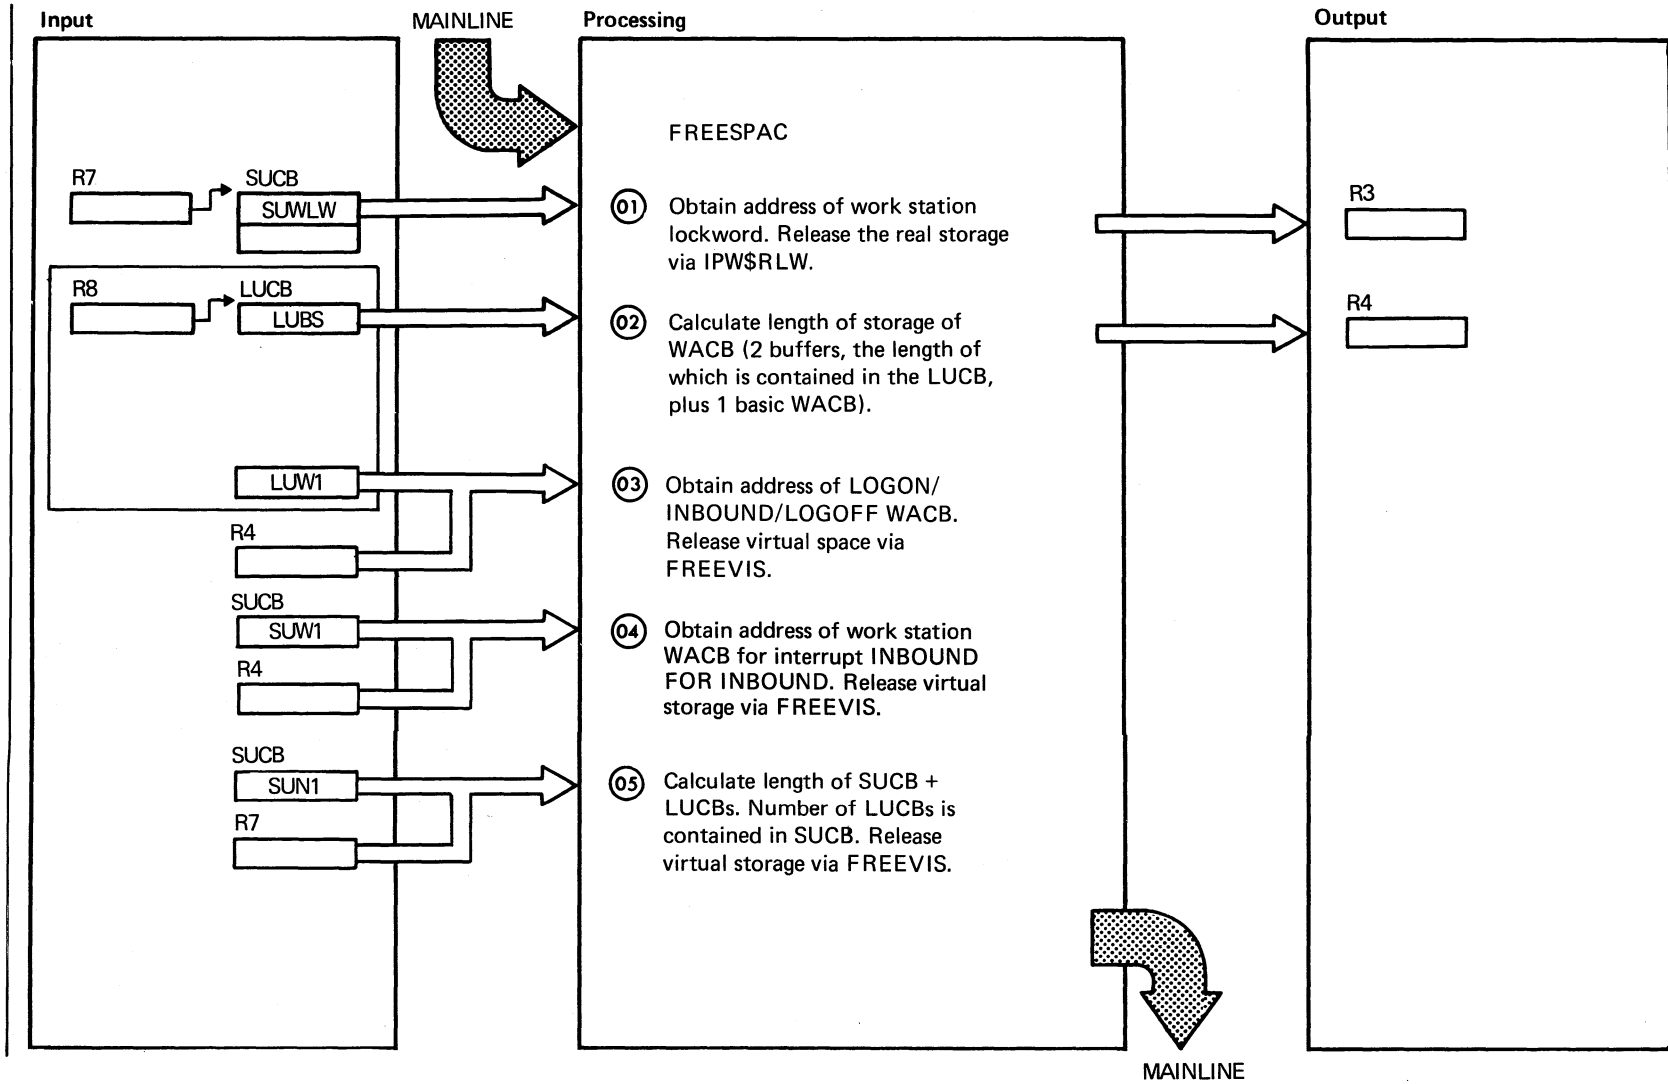 Input
MAINLINE
Processing
Output
FREESPAC
R7
SUCB
SUWLW
01 Obtain address of work station
lockword. Release the real storage
via IPW$RLW.
R3
R8
LUCB
LUBS
02 Calculate length of storage of
WACB (2 buffers, the length of
which is contained in the LUCB,
plus 1 basic WACB).
R4
LUW1
03 Obtain address of LOGON/
INBOUND/LOGOFF WACB.
Release virtual space via
FREEVIS.
R4
SUCB
SUW1
04 Obtain address of work station
WACB for interrupt INBOUND
FOR INBOUND. Release virtual
storage via FREEVIS.
R4
SUCB
SUN1
05 Calculate length of SUCB +
LUCBs. Number of LUCBs is
contained in SUCB. Release
virtual storage via FREEVIS.
R7
MAINLINE